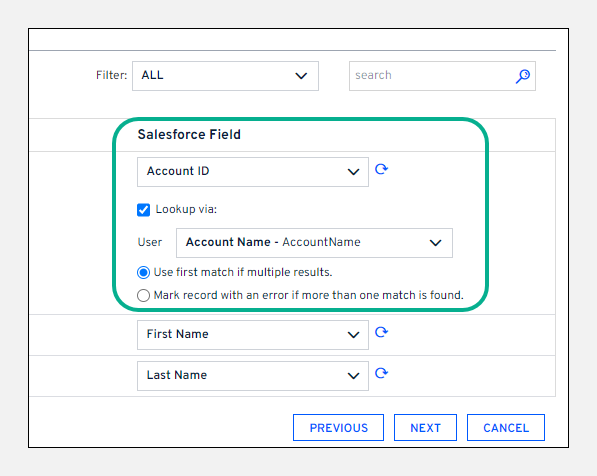 Filter: ALL search
Salesforce Field
Account ID
Lookup via:
User Account Name - AccountName
Use first match if multiple results.
Mark record with an error if more than one match is found.
First Name
Last Name
PREVIOUS NEXT CANCEL